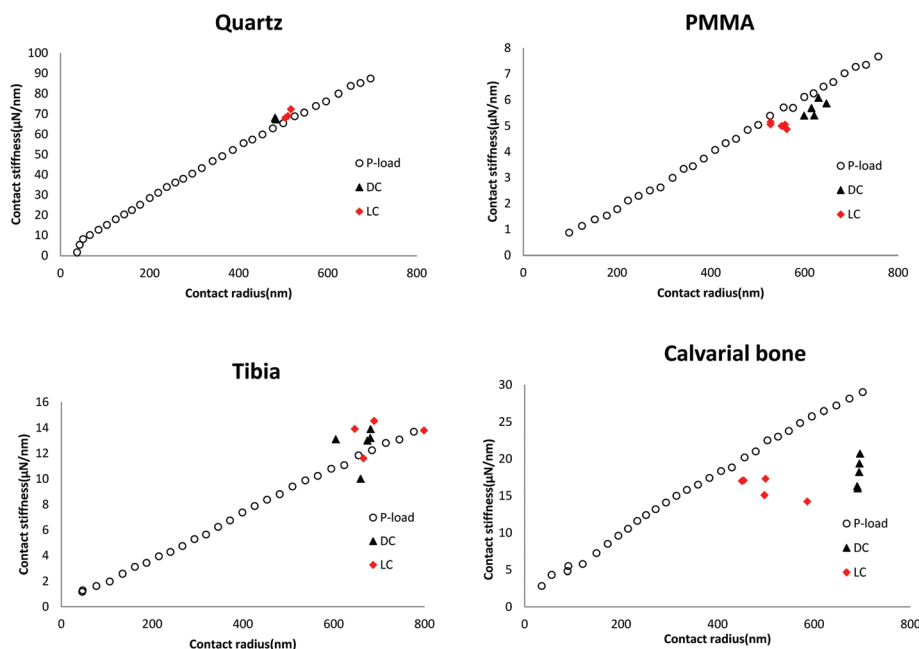 Quartz
100
90
80
70
60
50
40
30
20
10
0
Contact stiffness(μN/nm)
P-load
DC
LC
0 200 400 600 800
Contact radius(nm)
PMMA
8
7
6
5
4
3
2
1
0
Contact stiffness(μN/nm)
P-load
DC
LC
0 200 400 600 800
Contact radius(nm)
Tibia
16
14
12
10
8
6
4
2
0
Contact stiffness(μN/nm)
P-load
DC
LC
0 200 400 600 800
Contact radius(nm)
Calvarial bone
30
25
20
15
10
5
0
Contact stiffness(μN/nm)
P-load
DC
LC
0 200 400 600 800
Contact radius(nm)